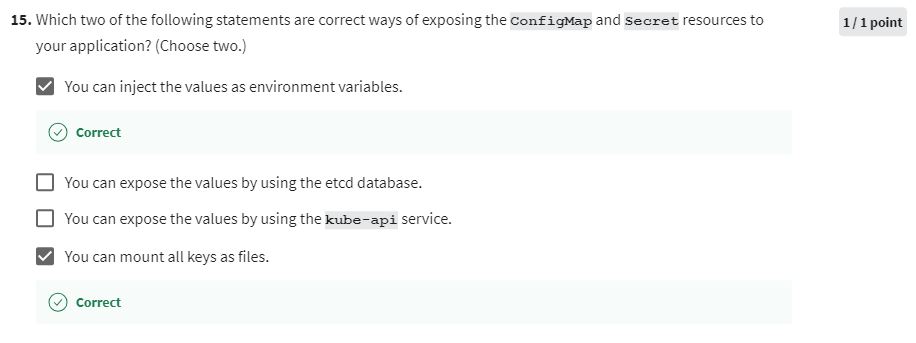 15. Which two of the following statements are correct ways of exposing the ConfigMap and Secret resources to
1 / 1 point
your application? (Choose two.)
You can inject the values as environment variables.
Correct
You can expose the values by using the etcd database.
You can expose the values by using the kube-api service.
You can mount all keys as files.
Correct